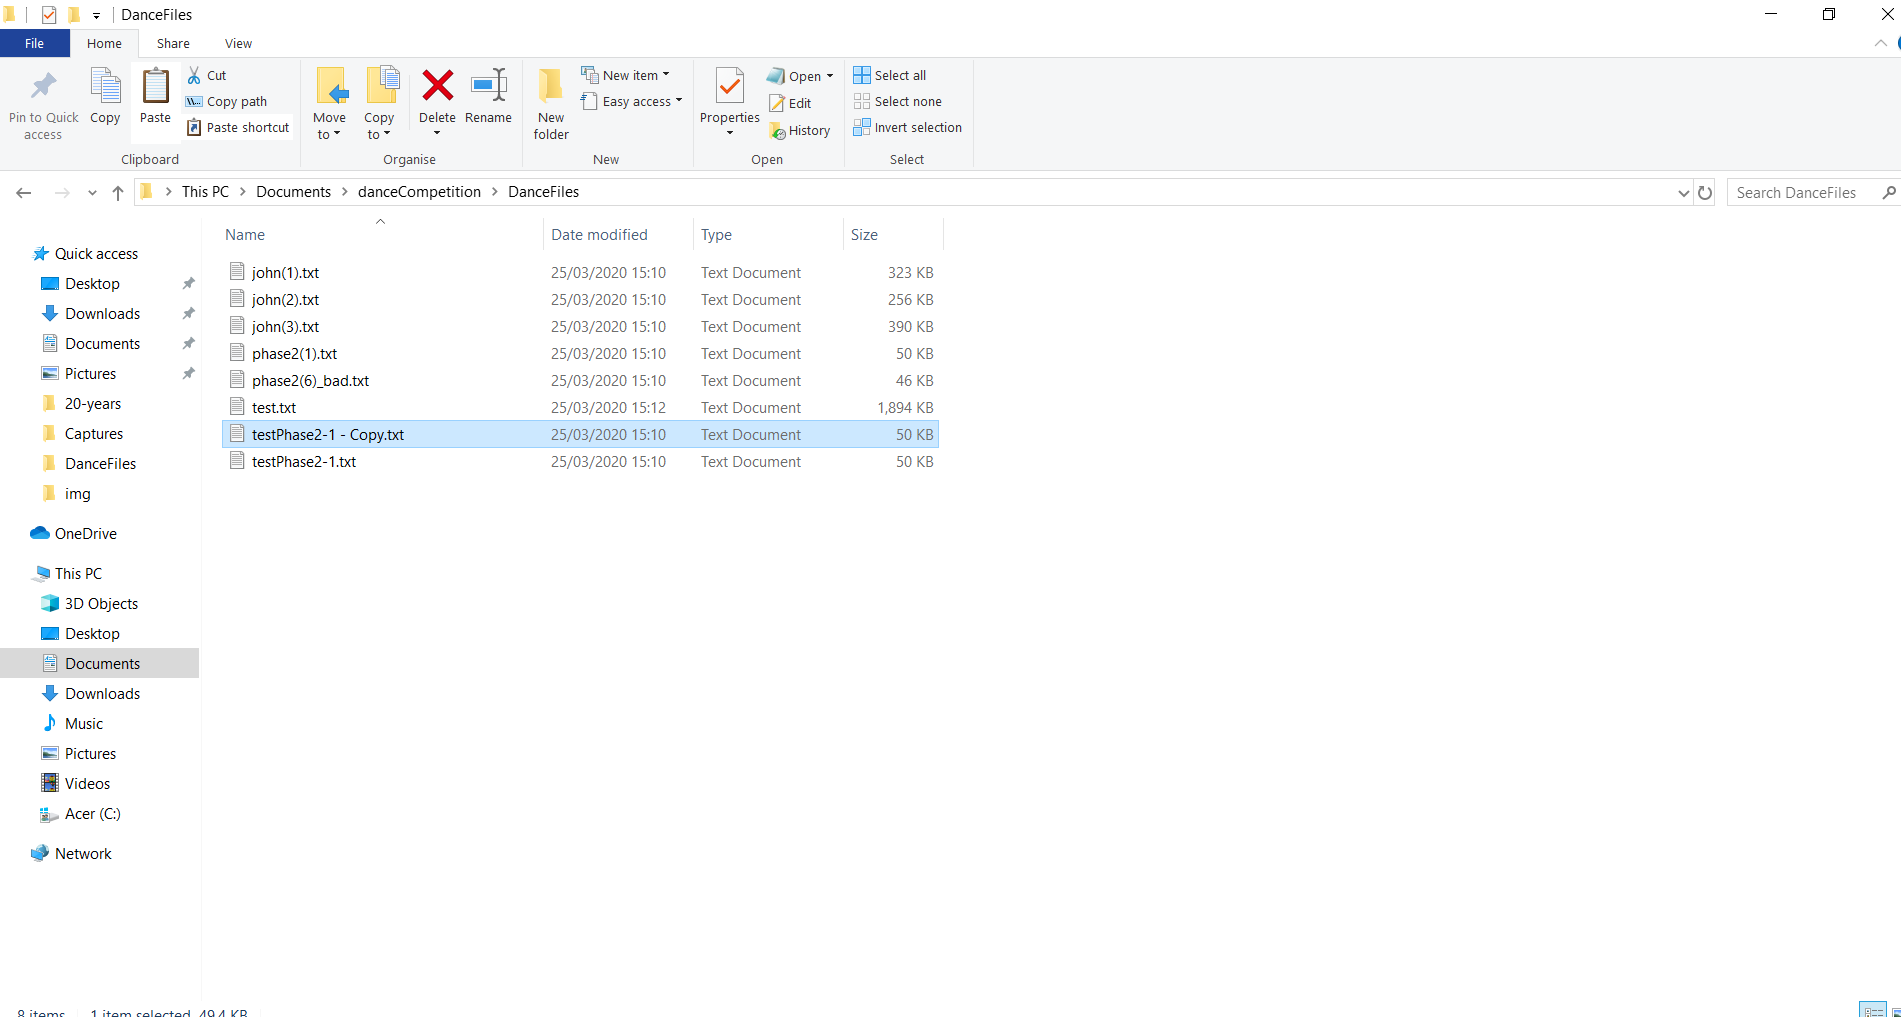 DanceFiles
File Home Share View
Pin to Quick access
Copy
Paste
Cut
Copy path
Paste shortcut
Clipboard
Move to
Copy to
Delete
Rename
Organise
New folder
New item
Easy access
New
Properties
Open
Edit
History
Open
Select all
Select none
Invert selection
Select
This PC > Documents > danceCompetition > DanceFiles
Search DanceFiles
Quick access
Desktop
Downloads
Documents
Pictures
20-years
Captures
DanceFiles
img
OneDrive
This PC
3D Objects
Desktop
Documents
Downloads
Music
Pictures
Videos
Acer (C:)
Network
Name Date modified Type Size
john(1).txt 25/03/2020 15:10 Text Document 323 KB
john(2).txt 25/03/2020 15:10 Text Document 256 KB
john(3).txt 25/03/2020 15:10 Text Document 390 KB
phase2(1).txt 25/03/2020 15:10 Text Document 50 KB
phase2(6)_bad.txt 25/03/2020 15:10 Text Document 46 KB
test.txt 25/03/2020 15:12 Text Document 1,894 KB
testPhase2-1 - Copy.txt 25/03/2020 15:10 Text Document 50 KB
testPhase2-1.txt 25/03/2020 15:10 Text Document 50 KB
8 items 1 item selected 49.4 KB